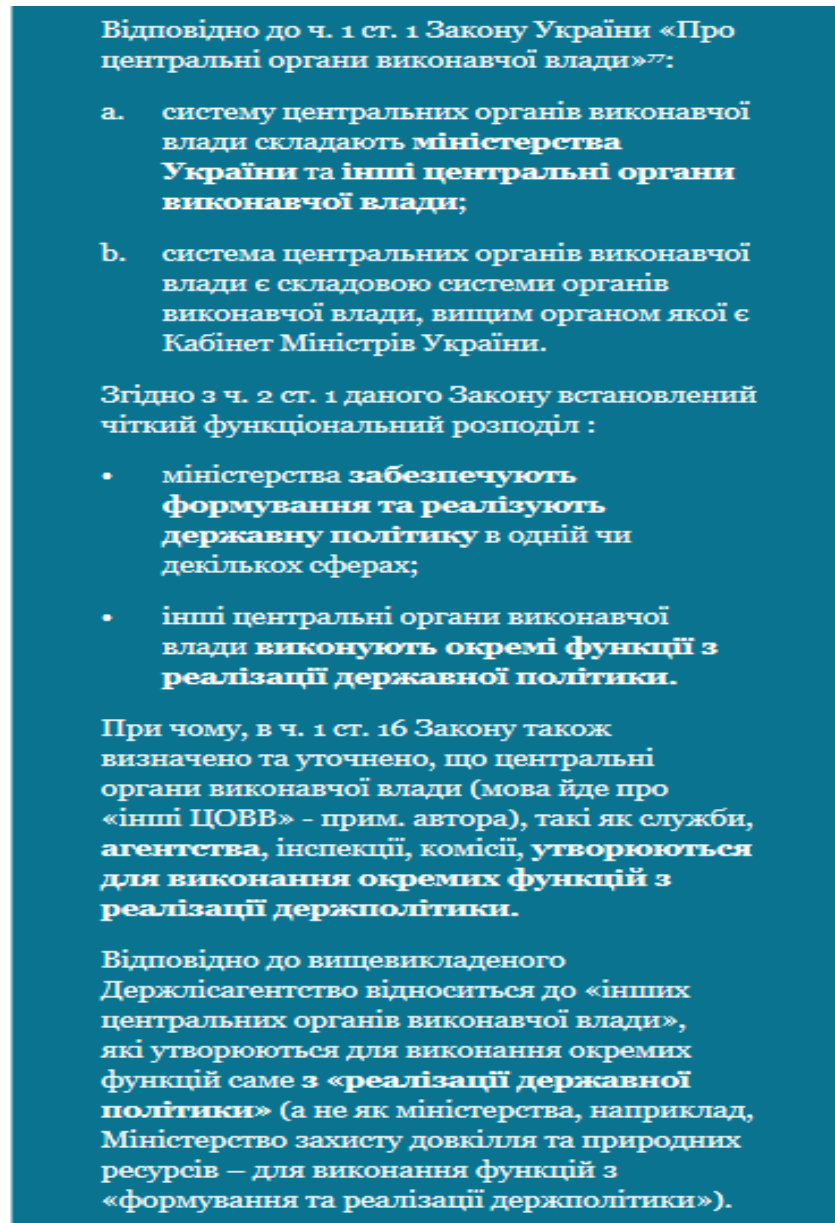 Відповідно до ч. 1 ст. 1 Закону України «Про
центральні органи виконавчої влади»⁷⁷:
a. систему центральних органів виконавчої
влади складають міністерства
України та інші центральні органи
виконавчої влади;
b. система центральних органів виконавчої
влади є складовою системи органів
виконавчої влади, вищим органом якої є
Кабінет Міністрів України.
Згідно з ч. 2 ст. 1 даного Закону встановлений
чіткий функціональний розподіл :
• міністерства забезпечують
формування та реалізують
державну політику в одній чи
декількох сферах;
• інші центральні органи виконавчої
влади виконують окремі функції з
реалізації державної політики.
При чому, в ч. 1 ст. 16 Закону також
визначено та уточнено, що центральні
органи виконавчої влади (мова йде про
«інші ЦОВВ» - прим. автора), такі як служби,
агентства, інспекції, комісії, утворюються
для виконання окремих функцій з
реалізації держполітики.
Відповідно до вищевикладеного
Держлісагентство відноситься до «інших
центральних органів виконавчої влади»,
які утворюються для виконання окремих
функцій саме з «реалізації державної
політики» (а не як міністерства, наприклад,
Міністерство захисту довкілля та природних
ресурсів – для виконання функцій з
«формування та реалізації держполітики»).